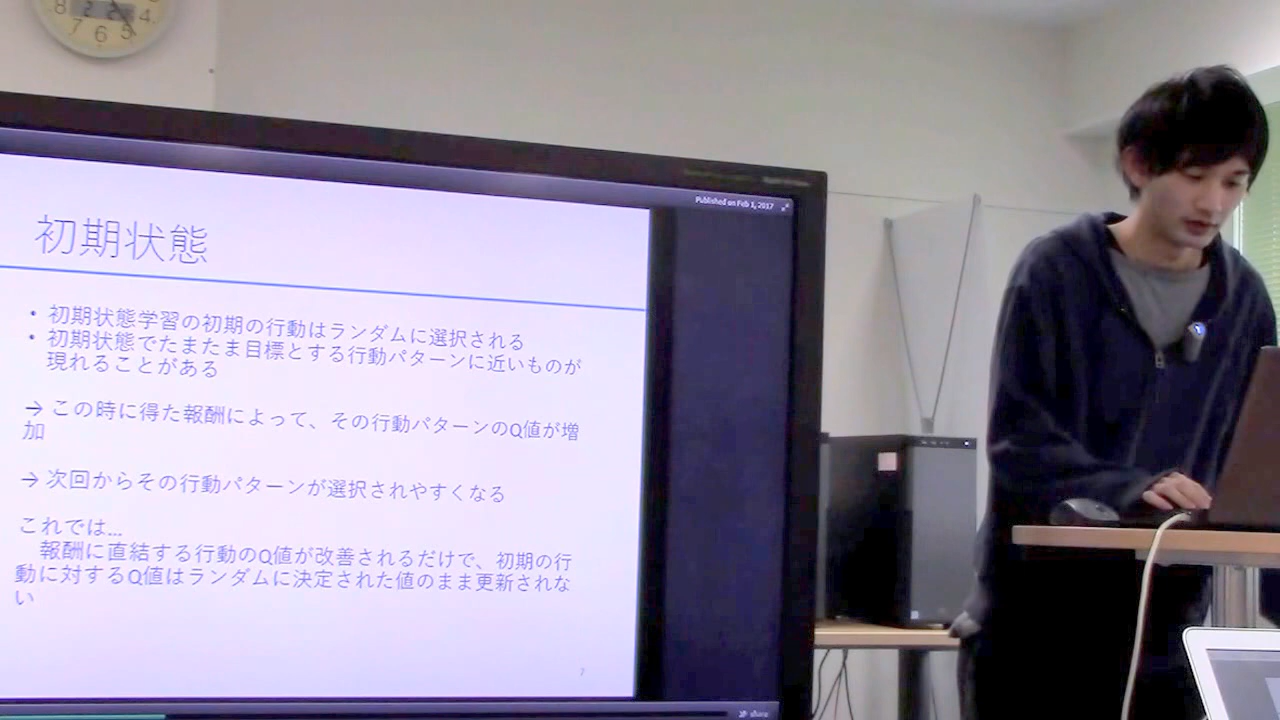 8
7
6
5
4
Published on Feb 1, 2017
初期状態
• 初期状態学習の初期の行動はランダムに選択される
• 初期状態でたまたま目標とする行動パターンに近いものが
現れることがある
→ この時に得た報酬によって、その行動パターンのQ値が増
加
→ 次回からその行動パターンが選択されやすくなる
これでは...
報酬に直結する行動のQ値が改善されるだけで、初期の行
動に対するQ値はランダムに決定された値のまま更新されな
い
7